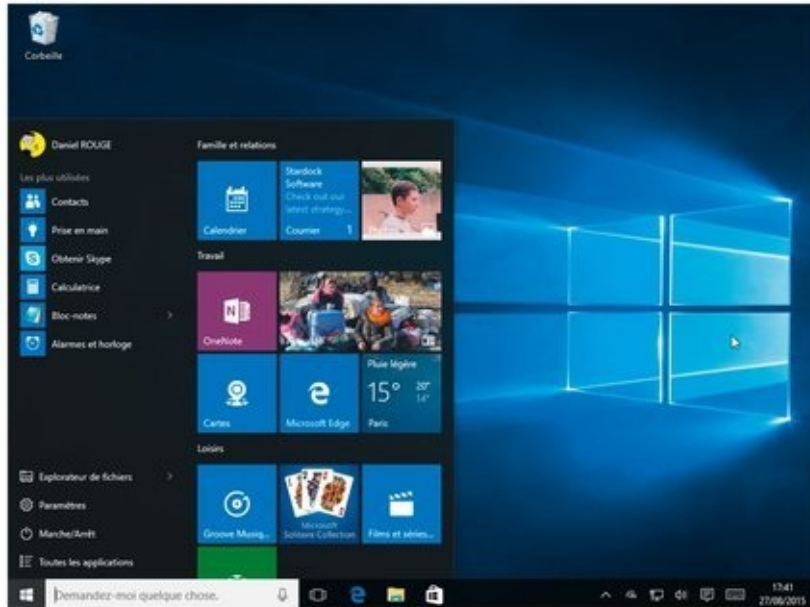 Corbeille
Daniel ROUGE
Les plus utilisées
Contacts
Prise en main
Obtenir Skype
Calculatrice
Bloc-notes
Alarmes et horloge
Explorateur de fichiers
Paramètres
Marche/Arrêt
Toutes les applications
Famille et relations
Calendrier
Stardock
Software
Check out our
latest strategy...
Courrier 1
Travail
OneNote
Cartes
Microsoft Edge
Pluie légère
15° 20°
14°
Paris
Loisirs
Groove Musiq...
Microsoft
Solitaire Collection
Films et séries...
Demandez-moi quelque chose.
17:41
27/08/2015